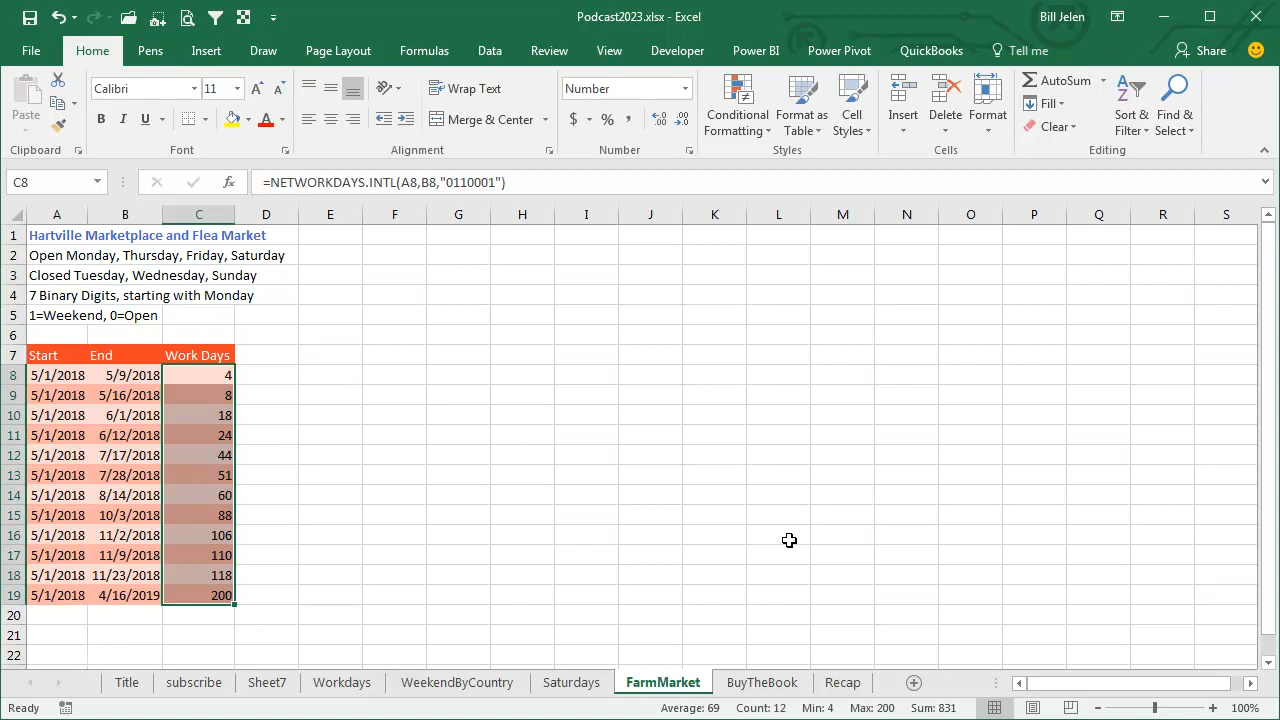 Podcast2023.xlsx - Excel
Bill Jelen
File Home Pens Insert Draw Page Layout Formulas Data Review View Developer Power BI Power Pivot QuickBooks Tell me Share
Paste
Clipboard
Calibri 11
B I U A
Font
Wrap Text
Merge & Center
Alignment
Number
$ % ,
Number
Conditional Formatting
Format as Table
Cell Styles
Styles
Insert Delete Format
Cells
AutoSum
Fill
Clear
Sort & Filter
Find & Select
Editing
C8 fx =NETWORKDAYS.INTL(A8,B8,"0110001")
A B C D E F G H I J K L M N O P Q R S
1 Hartville Marketplace and Flea Market
2 Open Monday, Thursday, Friday, Saturday
3 Closed Tuesday, Wednesday, Sunday
4 7 Binary Digits, starting with Monday
5 1=Weekend, 0=Open
6
7 Start End Work Days
8 5/1/2018 5/9/2018 4
9 5/1/2018 5/16/2018 8
10 5/1/2018 6/1/2018 18
11 5/1/2018 6/12/2018 24
12 5/1/2018 7/17/2018 44
13 5/1/2018 7/28/2018 51
14 5/1/2018 8/14/2018 60
15 5/1/2018 10/3/2018 88
16 5/1/2018 11/2/2018 106
17 5/1/2018 11/9/2018 110
18 5/1/2018 11/23/2018 118
19 5/1/2018 4/16/2019 200
20
21
22
Title subscribe Sheet7 Workdays WeekendByCountry Saturdays FarmMarket BuyTheBook Recap
Ready Average: 69 Count: 12 Min: 4 Max: 200 Sum: 831 100%